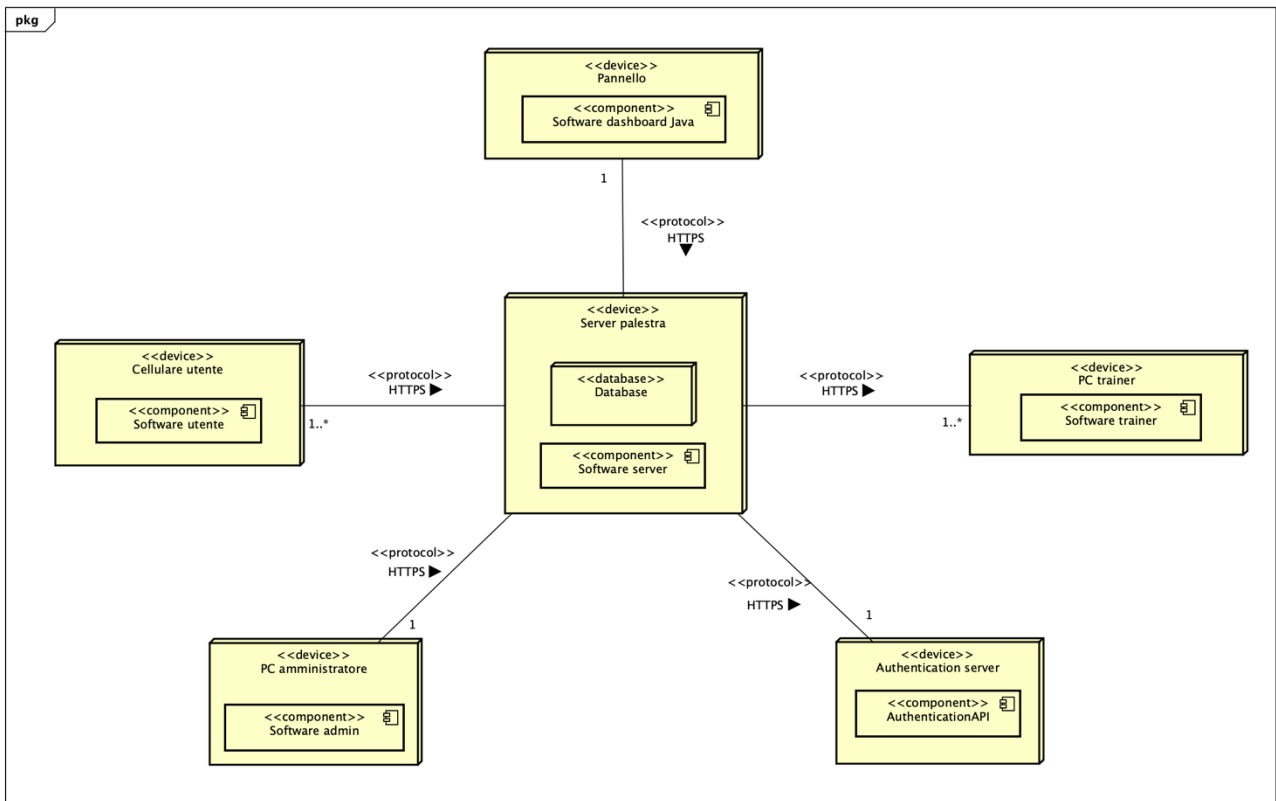 pkg
<<device>>
Pannello
<<component>>
Software dashboard Java
1
<<protocol>>
HTTPS
<<device>>
Server palestra
<<database>>
Database
<<component>>
Software server
<<device>>
Cellulare utente
<<component>>
Software utente
<<protocol>>
HTTPS
1..*
<<protocol>>
HTTPS
1..*
<<device>>
PC trainer
<<component>>
Software trainer
<<protocol>>
HTTPS
1
<<device>>
PC amministratore
<<component>>
Software admin
<<protocol>>
HTTPS
1
<<device>>
Authentication server
<<component>>
AuthenticationAPI